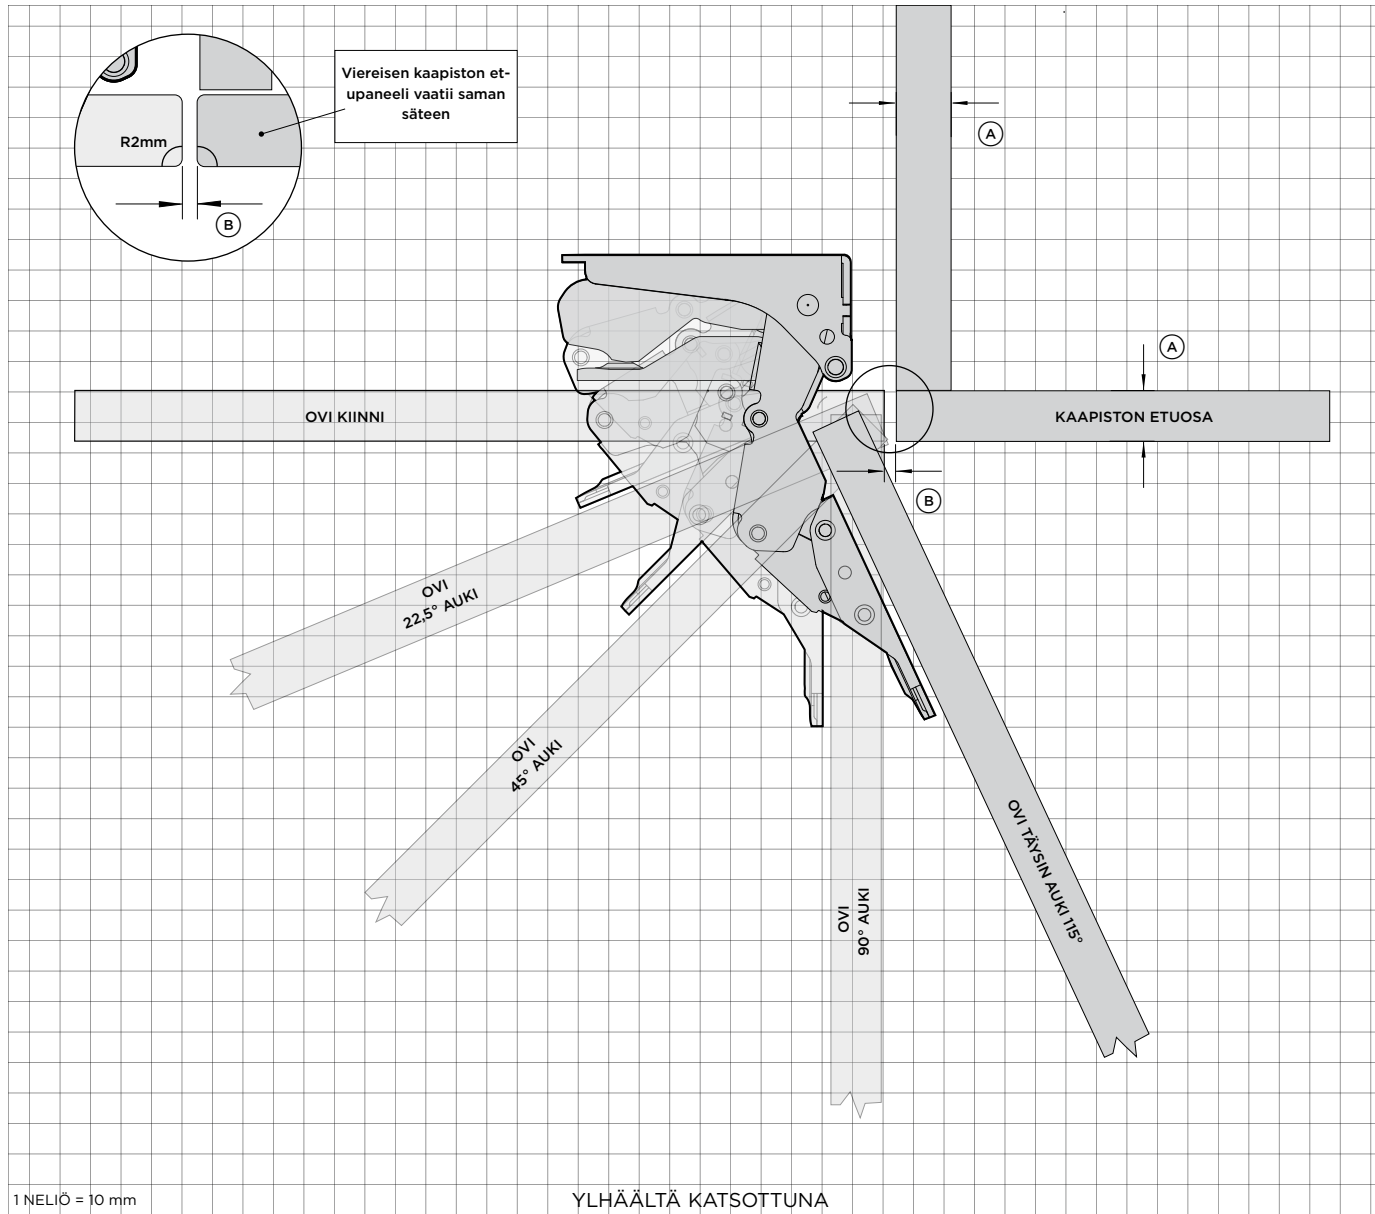 Viereisen kaapiston et-
upaneeli vaatii saman
säteen
R2mm
B
A
A
OVI KIINNI
KAAPISTON ETUOSA
B
OVI
22,5° AUKI
OVI
45° AUKI
OVI
90° AUKI
OVI TÄYSIN AUKI 115°
1 NELIÖ = 10 mm
YLHÄÄLTÄ KATSOTTUNA